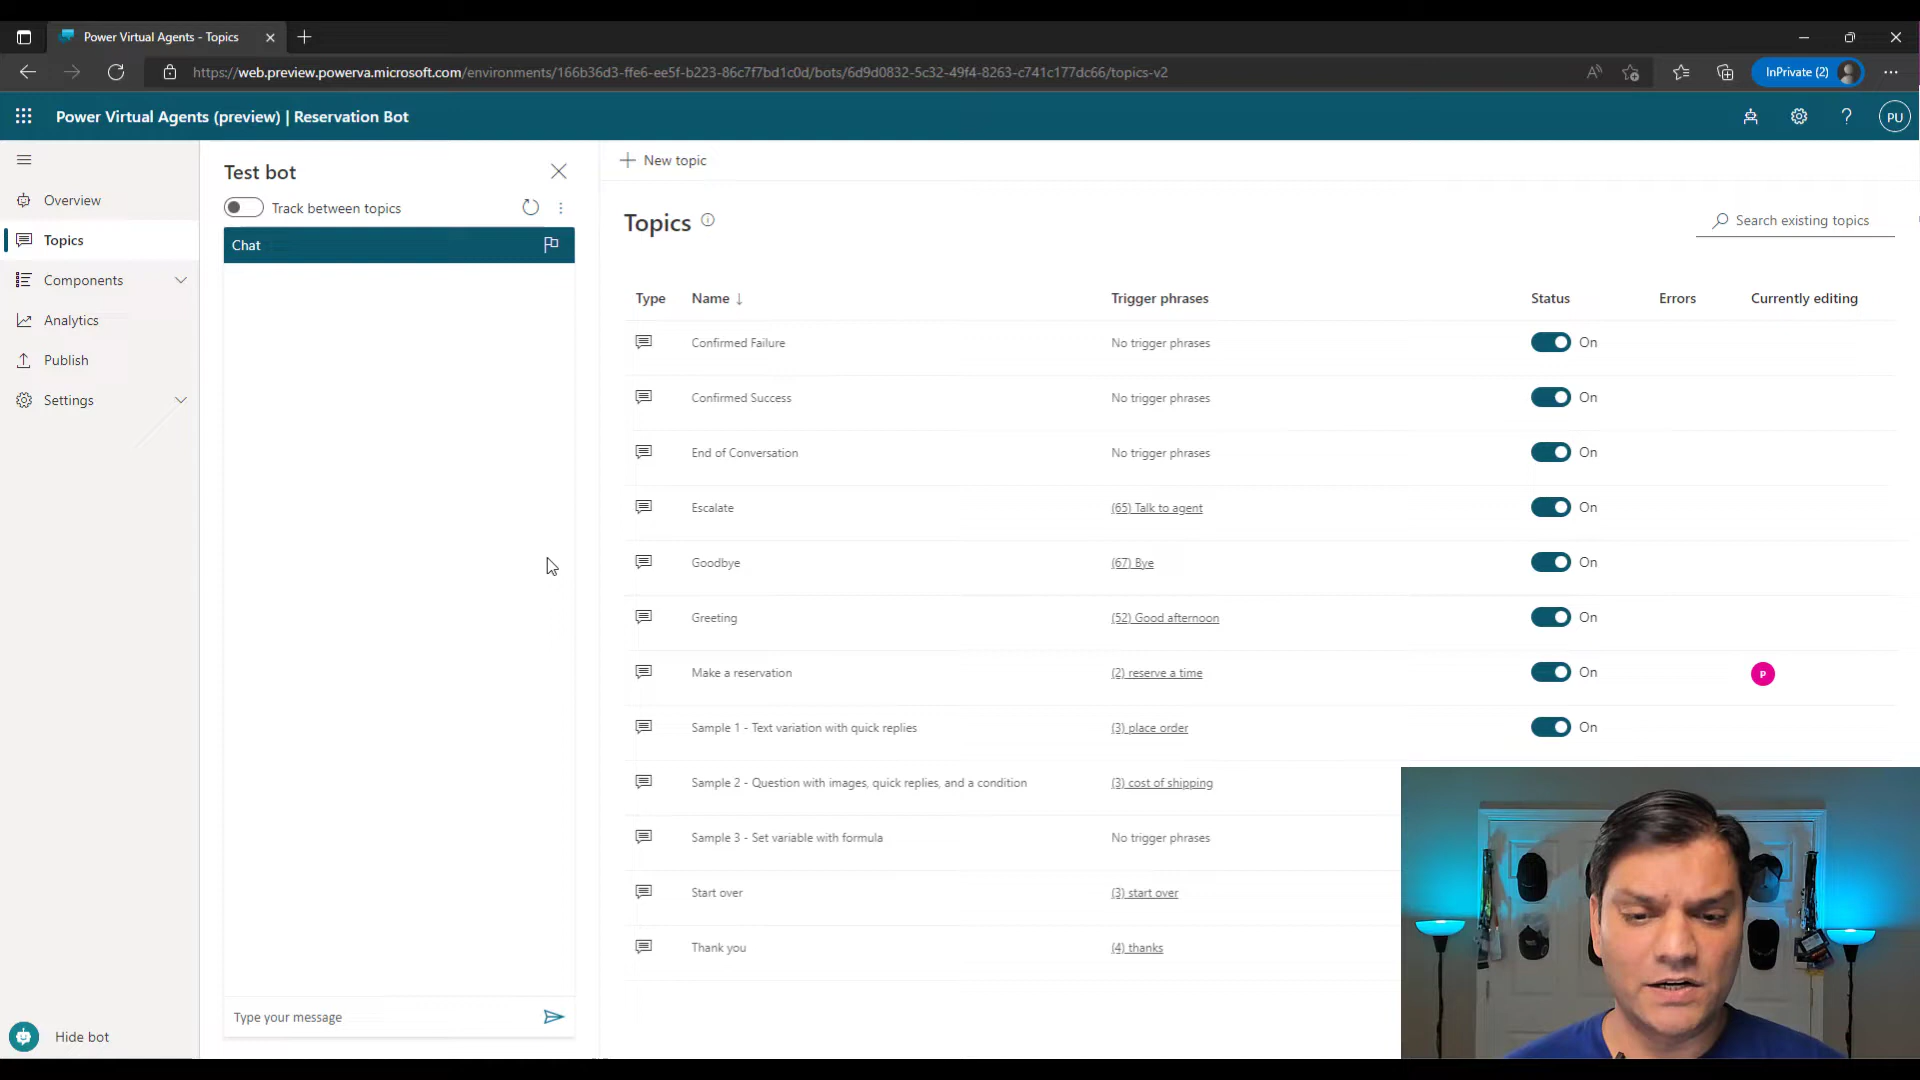 Power Virtual Agents - Topics
https://web.preview.powerva.microsoft.com/environments/166b36d3-ffe6-ee5f-b223-86c7f7bd1c0d/bots/6d9d0832-5c32-49f4-8263-c741c177dc66/topics-v2
InPrivate (2)
Power Virtual Agents (preview) | Reservation Bot
PU
Overview
Topics
Components
Analytics
Publish
Settings
Hide bot
Test bot
Track between topics
Chat
Type your message
New topic
Topics
Search existing topics
Type Name ↓ Trigger phrases Status Errors Currently editing
Confirmed Failure No trigger phrases On
Confirmed Success No trigger phrases On
End of Conversation No trigger phrases On
Escalate (65) Talk to agent On
Goodbye (67) Bye On
Greeting (52) Good afternoon On
Make a reservation (2) reserve a time On P
Sample 1 - Text variation with quick replies (3) place order On
Sample 2 - Question with images, quick replies, and a condition (3) cost of shipping
Sample 3 - Set variable with formula No trigger phrases
Start over (3) start over
Thank you (4) thanks